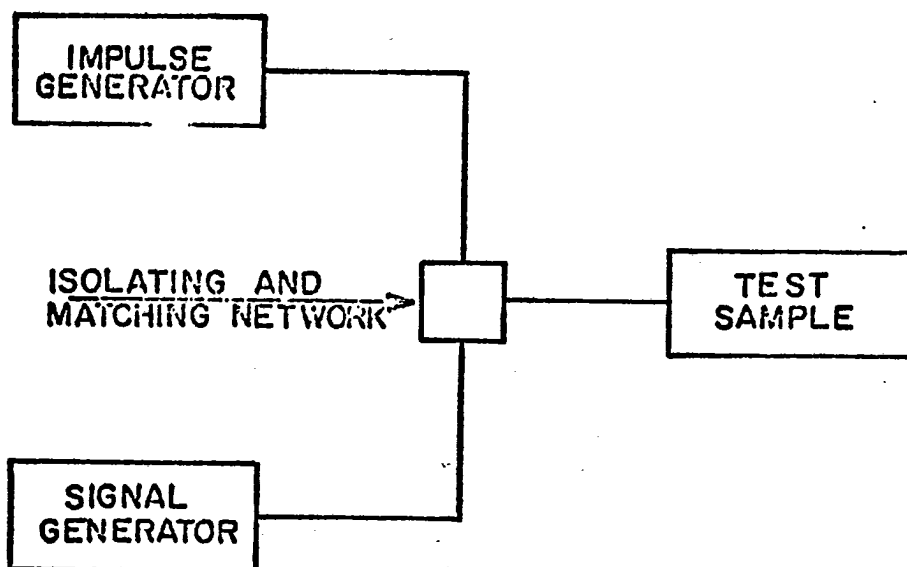 IMPULSE
GENERATOR
ISOLATING AND
MATCHING NETWORK
TEST
SAMPLE
SIGNAL
GENERATOR